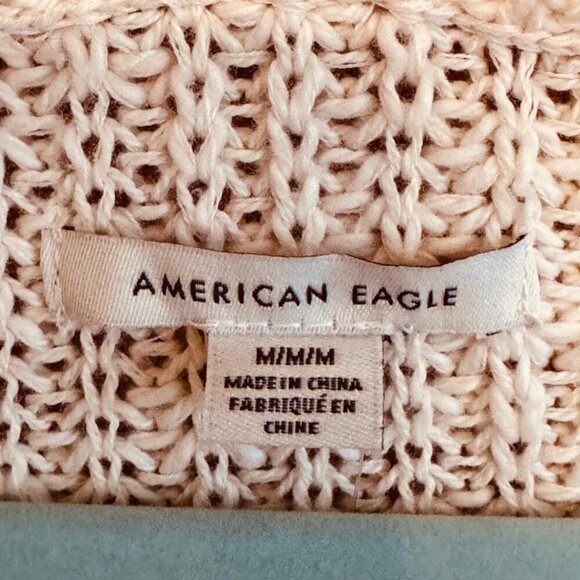 AMERICAN EAGLE
M/M/M
MADE IN CHINA
FABRIQUÉ EN
CHINE